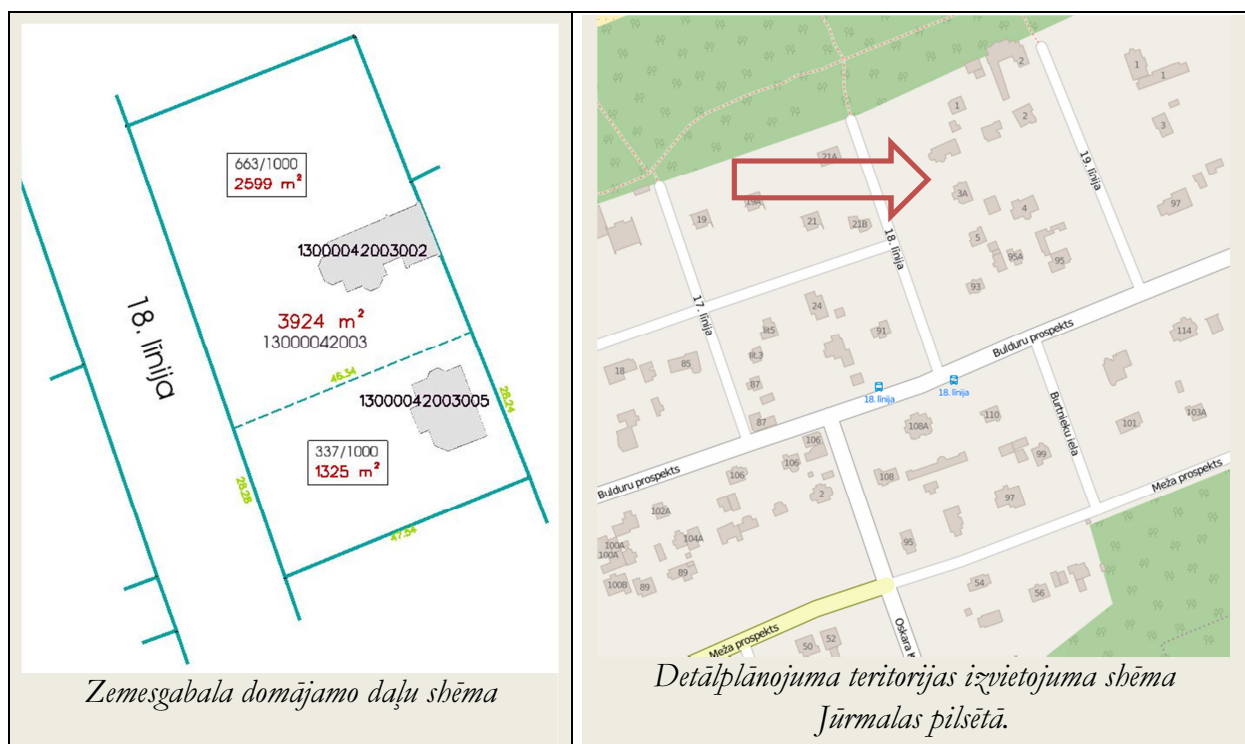 663/1000
2599 m²
13000042003002
3924 m²
13000042003
18. līnija
46.34
13000042003005
28.24
337/1000
1325 m²
28.28
47.54
Zemesgabala domājamo daļu shēma
2
1
1
1
2
3
21A
19. līnija
19A
3A
19
21
21B
4
97
18. līnija
5
95A
95
93
17. līnija
24
lit5
91
Bulduru prospekts
114
lit.3
18
85
87
18. līnija
18. līnija
87
108A
110
Burtnieku iela
101
103A
106
99
Bulduru prospekts
106
106
108
Meža prospekts
2
97
102A
104A
95
100A
100A
89
100B
89
54
56
Meža prospekts
50
52
Oskara K
Detālplānojuma teritorijas izvietojuma shēma
Jūrmalas pilsētā.